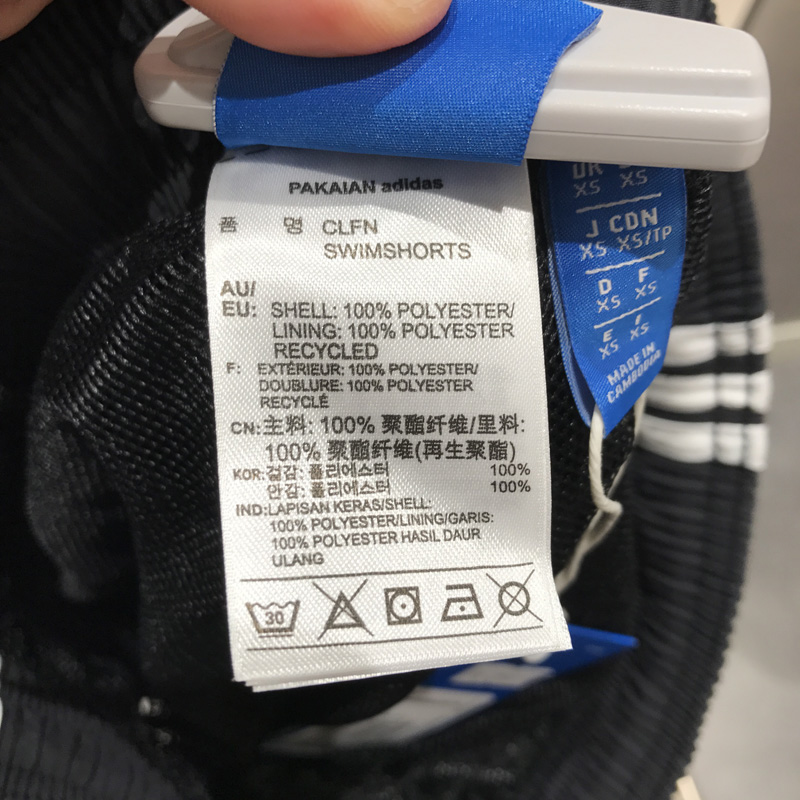 PAKAIAN adidas
품 명 CLFN
SWIMSHORTS
AU/
EU: SHELL: 100% POLYESTER/
LINING: 100% POLYESTER
RECYCLED
F: EXTÉRIEUR: 100% POLYESTER/
DOUBLURE: 100% POLYESTER
RECYCLÉ
CN:主料: 100% 聚酯纤维/里料:
100% 聚酯纤维(再生聚酯)
KOR:겉감: 폴리에스터 100%
안감: 폴리에스터 100%
IND:LAPISAN KERAS/SHELL:
100% POLYESTER/LINING/GARIS:
100% POLYESTER HASIL DAUR
ULANG
30
UK
XS XS
J CDN
XS XS/TP
D F
XS XS
E I
XS XS
MADE IN
CAMBODIA